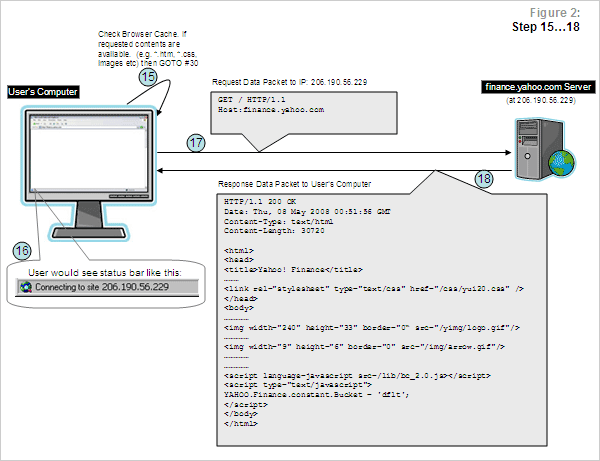 Figure 2:
Step 15…18
Check Browser Cache. If
requested contents are
available. (e.g. *.htm, *.css,
images etc) then GOTO #30
15
User's Computer
Request Data Packet to IP: 206.190.56.229
GET / HTTP/1.1
Host:finance.yahoo.com
finance.yahoo.com Server
(at 206.190.56.229)
17
18
Response Data Packet to User's Computer
HTTP/1.1 200 OK
Date: Thu, 08 May 2008 00:51:56 GMT
Content-Type: text/html
Content-Length: 30720
<html>
<head>
<title>Yahoo! Finance</title>
………
<link rel="stylesheet" type="text/css" href="/css/yui20.css" />
</head>
<body>
…………
<img width="240" height="33" border="0" src="/yimg/logo.gif"/>
…………
<img width="9" height="6" border="0" src="/img/arrow.gif"/>
…………
…………
<script language=javascript src=/lib/bc_2.0.js></script>
<script type="text/javascript">
YAHOO.Finance.constant.Bucket = 'dflt';
</script>
</body>
</html>
16
User would see status bar like this:
Connecting to site 206.190.56.229